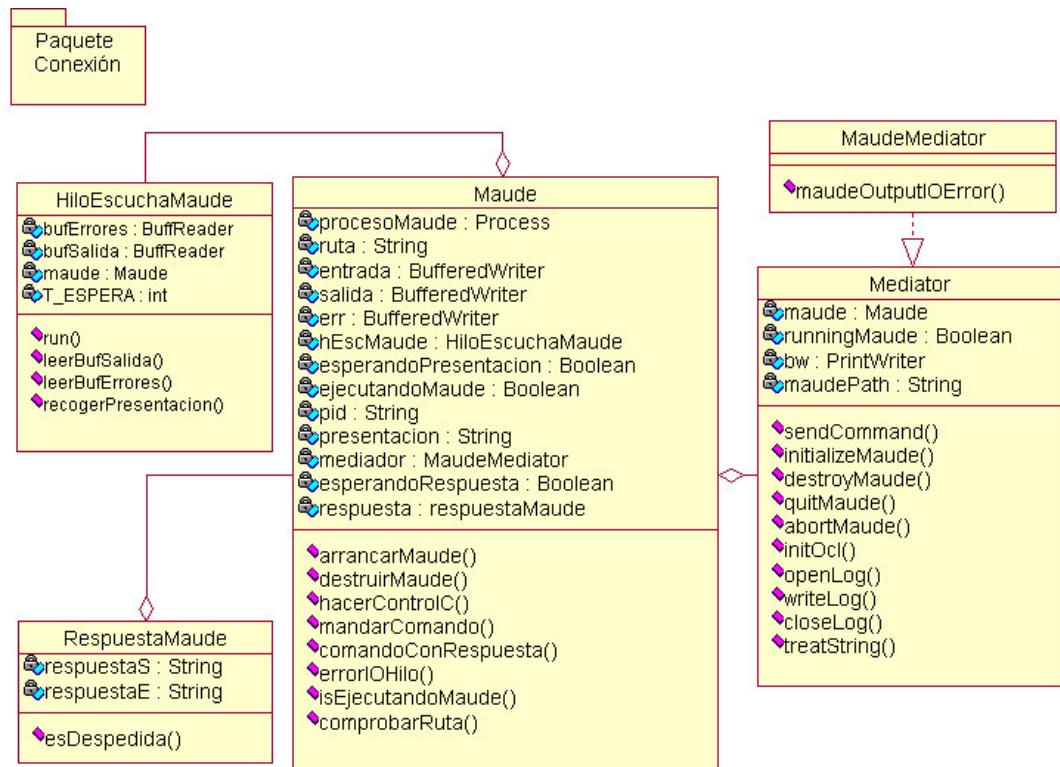 Paquete
Conexión
HiloEscuchaMaude
bufErrores : BuffReader
bufSalida : BuffReader
maude : Maude
T_ESPERA : int
run()
leerBufSalida()
leerBufErrores()
recogerPresentacion()
Maude
procesoMaude : Process
ruta : String
entrada : BufferedWriter
salida : BufferedWriter
err : BufferedWriter
hEscMaude : HiloEscuchaMaude
esperandoPresentacion : Boolean
ejecutandoMaude : Boolean
pid : String
presentacion : String
mediador : MaudeMediator
esperandoRespuesta : Boolean
respuesta : respuestaMaude
arrancarMaude()
destruirMaude()
hacerControlC()
mandarComando()
comandoConRespuesta()
errorIOHilo()
isEjecutandoMaude()
comprobarRuta()
MaudeMediator
maudeOutputIOError()
Mediator
maude : Maude
runningMaude : Boolean
bw : PrintWriter
maudePath : String
sendCommand()
initializeMaude()
destroyMaude()
quitMaude()
abortMaude()
initOcl()
openLog()
writeLog()
closeLog()
treatString()
RespuestaMaude
respuestaS : String
respuestaE : String
esDespedida()